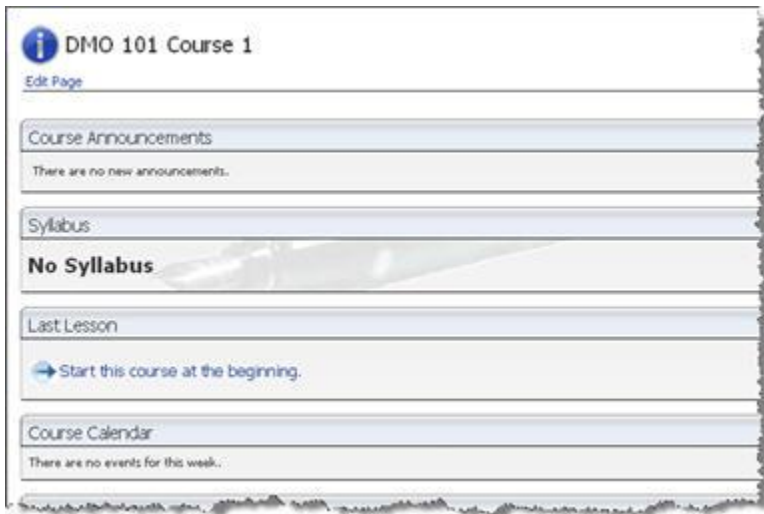 DMO 101 Course 1
Edit Page
Course Announcements
There are no new announcements.
Syllabus
No Syllabus
Last Lesson
Start this course at the beginning.
Course Calendar
There are no events for this week..